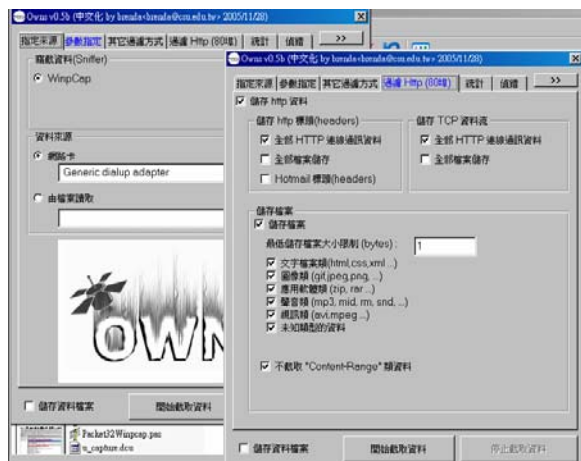 Owns v0.5b (中文化 by brenda<brenda@csu.edu.tw> 2005/11/28)
指定來源 參數指定 其它過濾方式 過濾 Http (80埠) 統計 偵錯 >>
竊聽資料(Sniffer)
WinpCap
資料來源
網路卡
Generic dialup adapter
由檔案讀取
OWN
儲存資料檔案
開始截取資料
Packet32Winpcap.pas
u_capture.dcu
Owns v0.5b (中文化 by brenda<brenda@csu.edu.tw> 2005/11/28)
指定來源 參數指定 其它過濾方式 過濾 Http (80埠) 統計 偵錯 >>
儲存 http 資料
儲存 http 標頭(headers)
全部 HTTP 連線通訊資料
全部檔案儲存
Hotmail 標頭(headers)
儲存 TCP 資料流
全部 HTTP 連線通訊資料
全部檔案儲存
儲存檔案
儲存檔案
最低儲存檔案大小限制 (bytes) : 1
文字檔案類(html,css,xml ...)
圖像類 (gif,jpeg,png, ...)
應用軟體類 (zip, rar ...)
聲音類 (mp3, mid, rm, snd, ...)
視訊類 (avi,mpeg ...)
未知類型的資料
不截取 "Content-Range" 類資料
儲存資料檔案
開始截取資料
停止截取資料